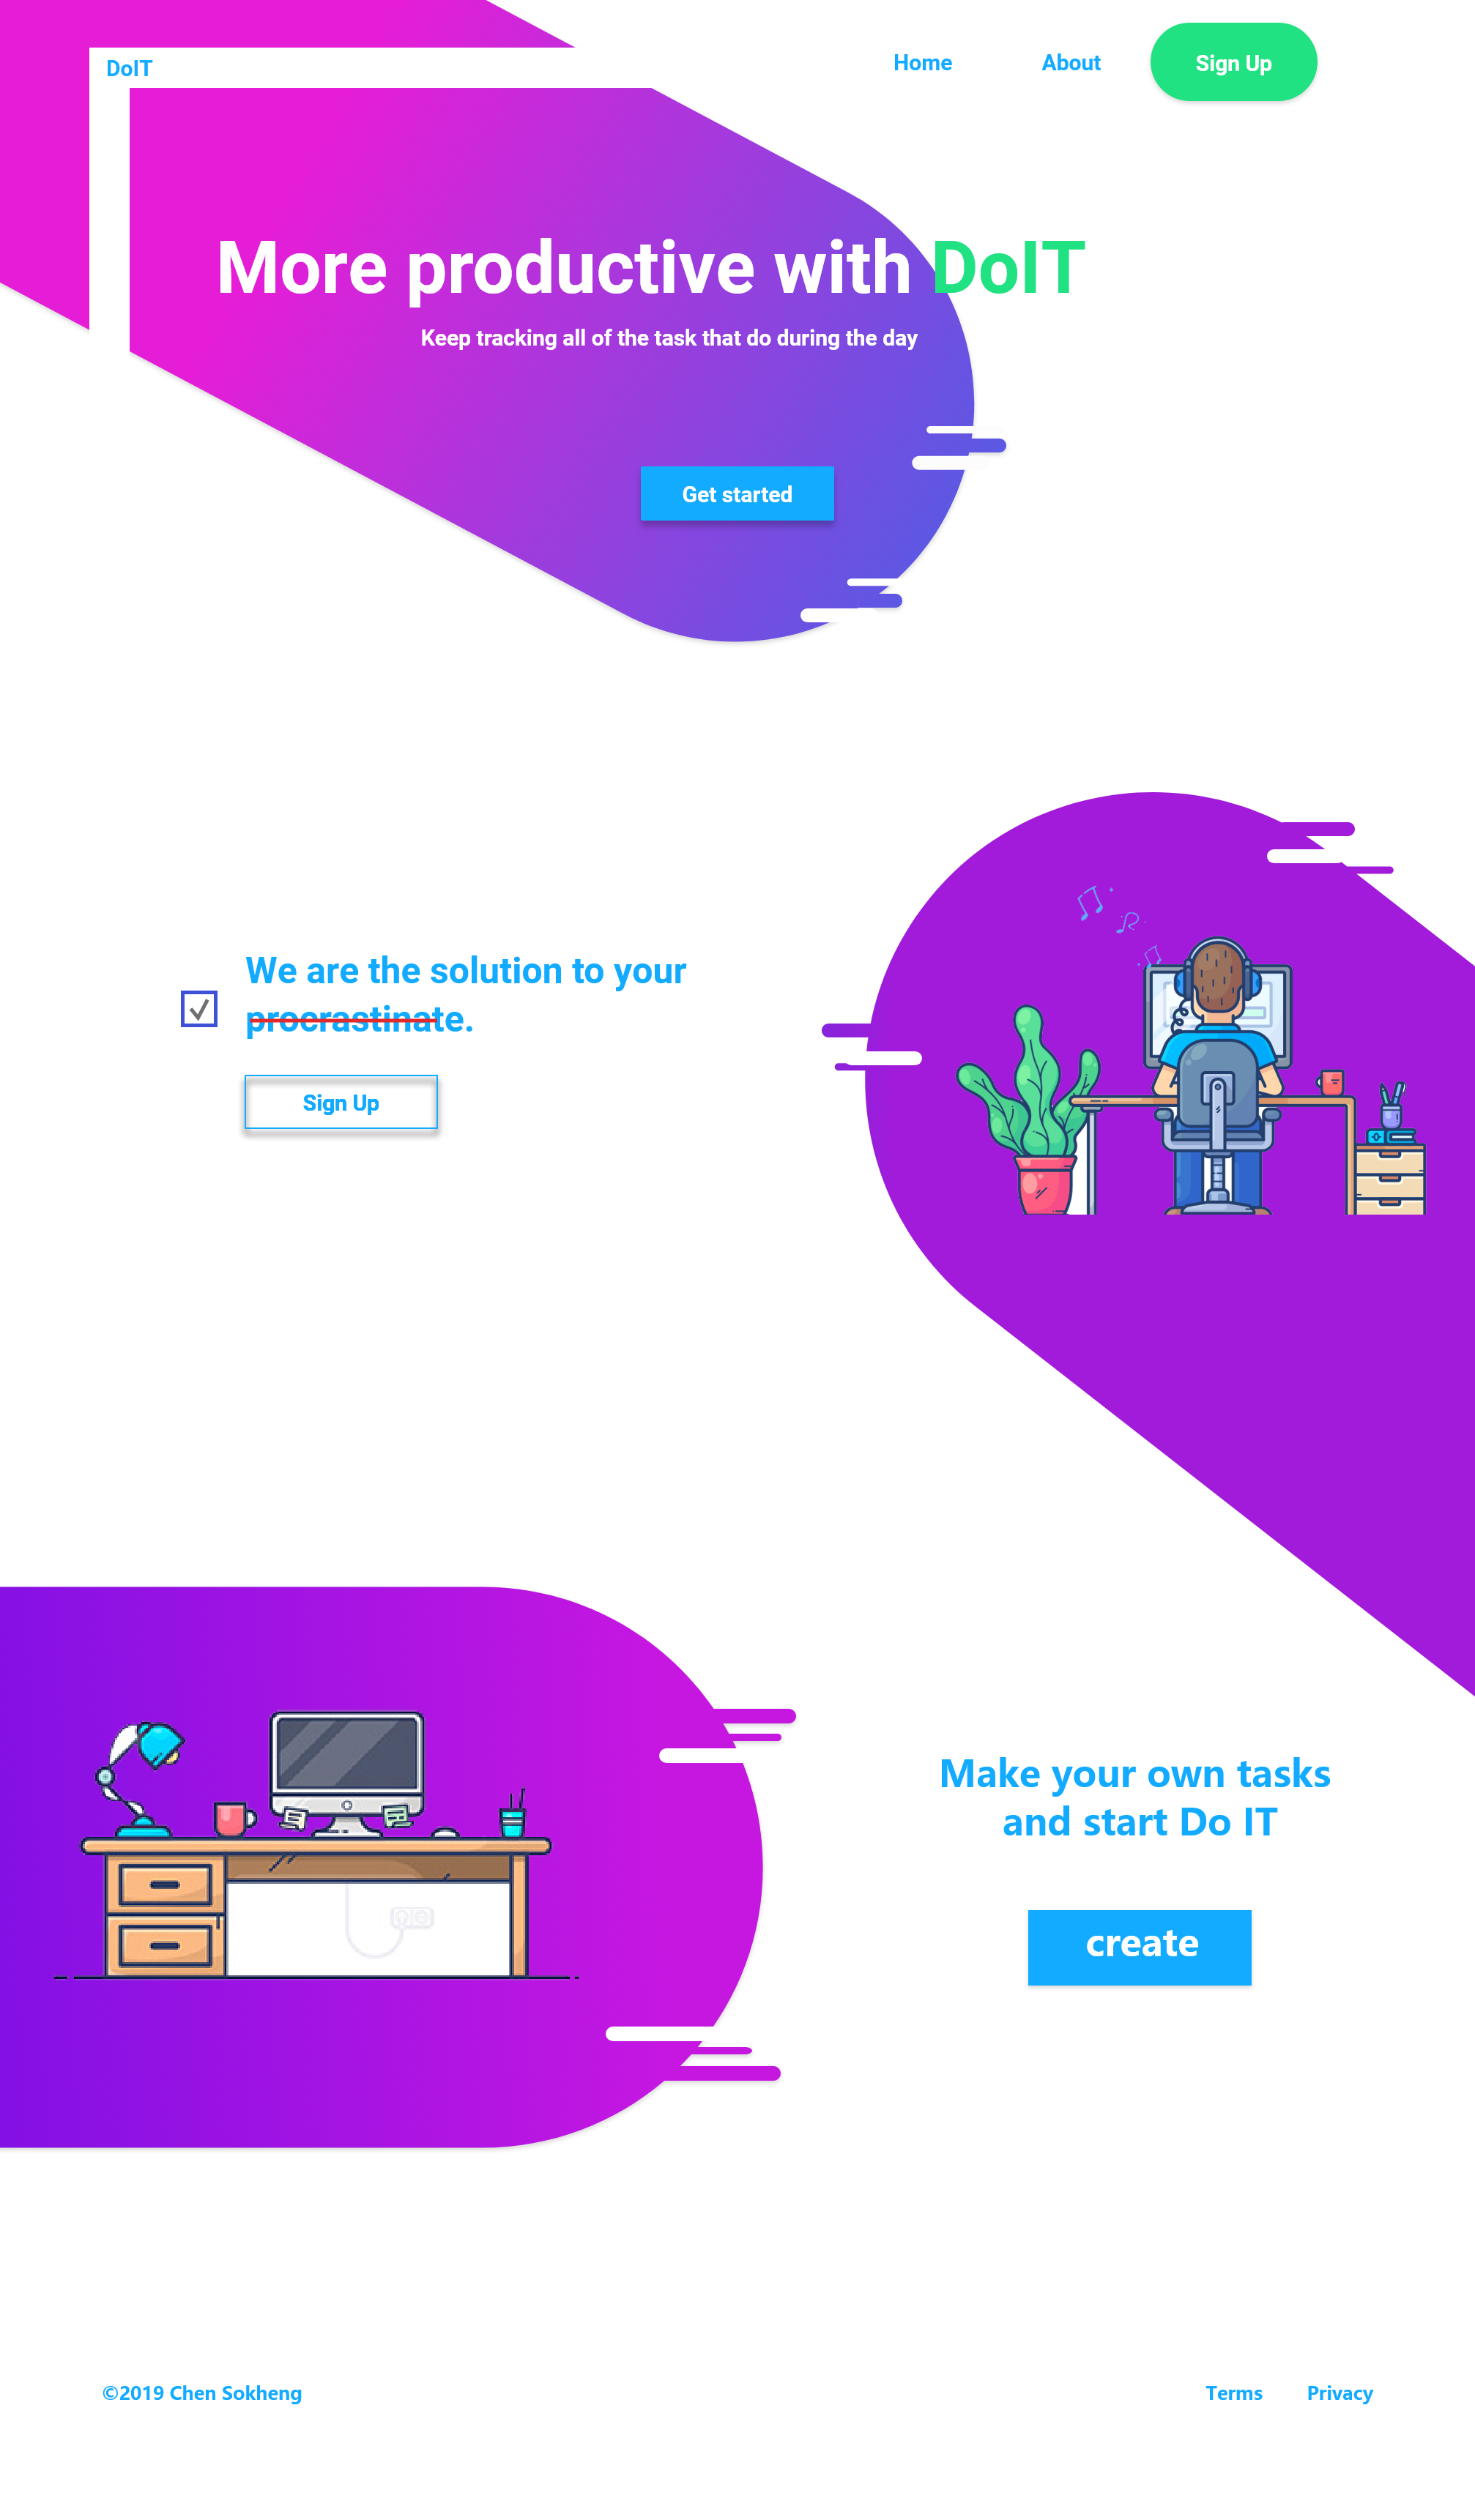 DoIT
Home
About
Sign Up
More productive with DoIT
Keep tracking all of the task that do during the day
Get started
We are the solution to your
procrastinate.
Sign Up
Make your own tasks
and start Do IT
create
©2019 Chen Sokheng
Terms
Privacy